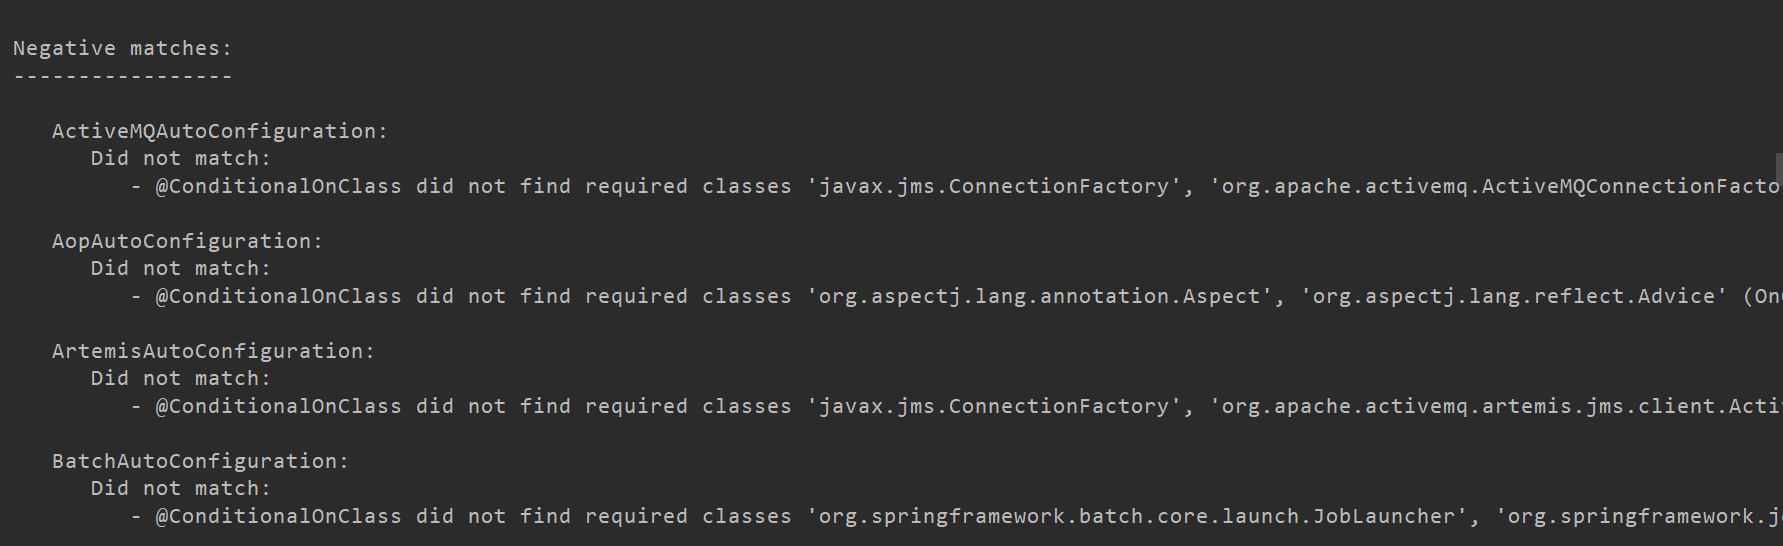 Negative matches:
-----------------
ActiveMQAutoConfiguration:
Did not match:
- @ConditionalOnClass did not find required classes 'javax.jms.ConnectionFactory', 'org.apache.activemq.ActiveMQConnectionFacto
AopAutoConfiguration:
Did not match:
- @ConditionalOnClass did not find required classes 'org.aspectj.lang.annotation.Aspect', 'org.aspectj.lang.reflect.Advice' (On
ArtemisAutoConfiguration:
Did not match:
- @ConditionalOnClass did not find required classes 'javax.jms.ConnectionFactory', 'org.apache.activemq.artemis.jms.client.Acti
BatchAutoConfiguration:
Did not match:
- @ConditionalOnClass did not find required classes 'org.springframework.batch.core.launch.JobLauncher', 'org.springframework.j